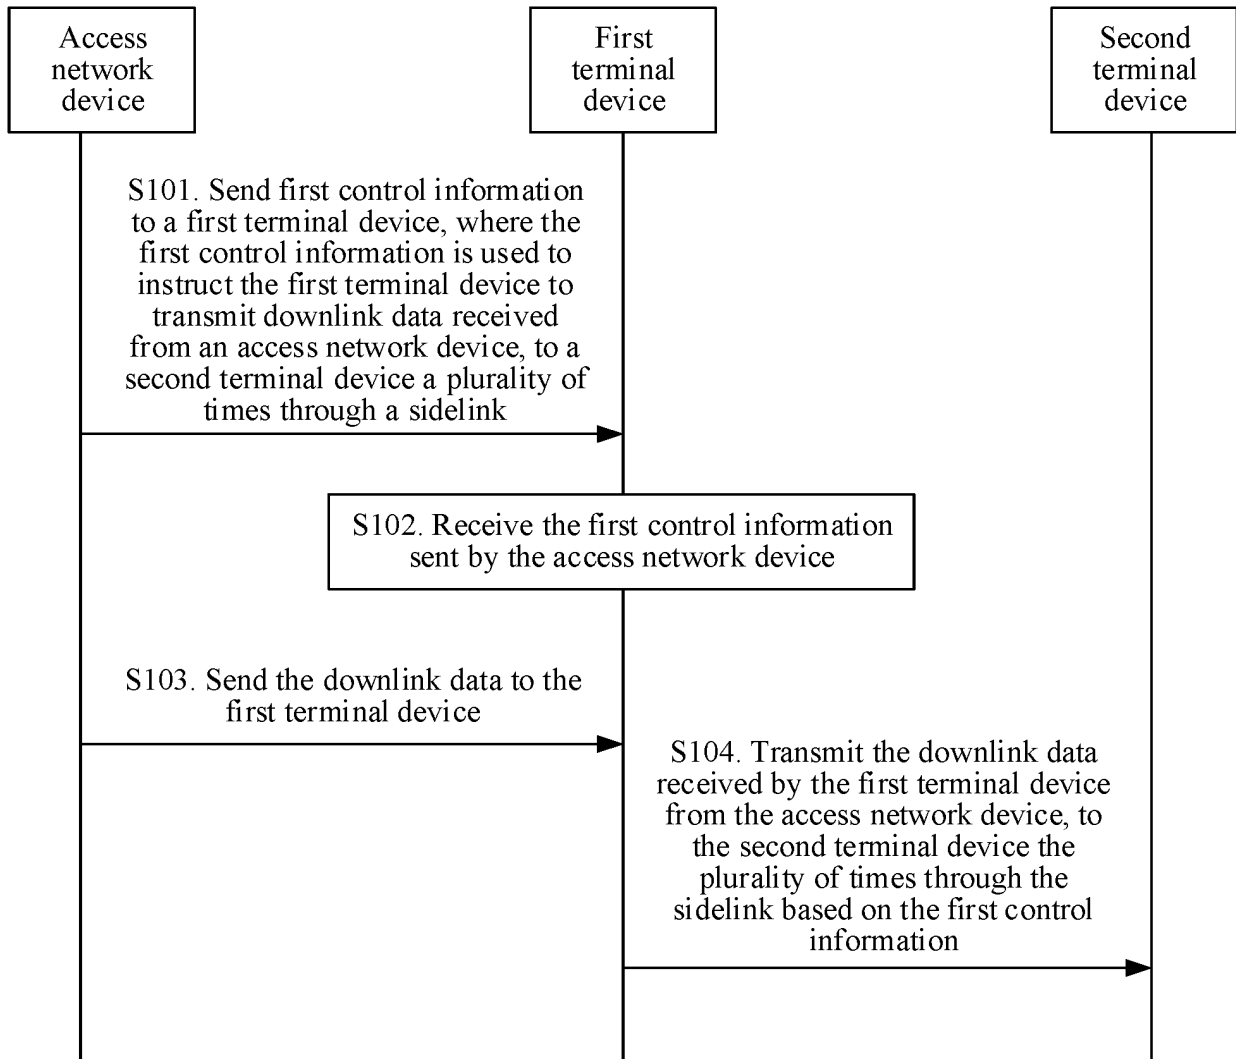 Access
network
device
First
terminal
device
Second
terminal
device
S101. Send first control information
to a first terminal device, where the
first control information is used to
instruct the first terminal device to
transmit downlink data received
from an access network device, to a
second terminal device a plurality of
times through a sidelink
S102. Receive the first control information
sent by the access network device
S103. Send the downlink data to the
first terminal device
S104. Transmit the downlink data
received by the first terminal device
from the access network device, to
the second terminal device the
plurality of times through the
sidelink based on the first control
information